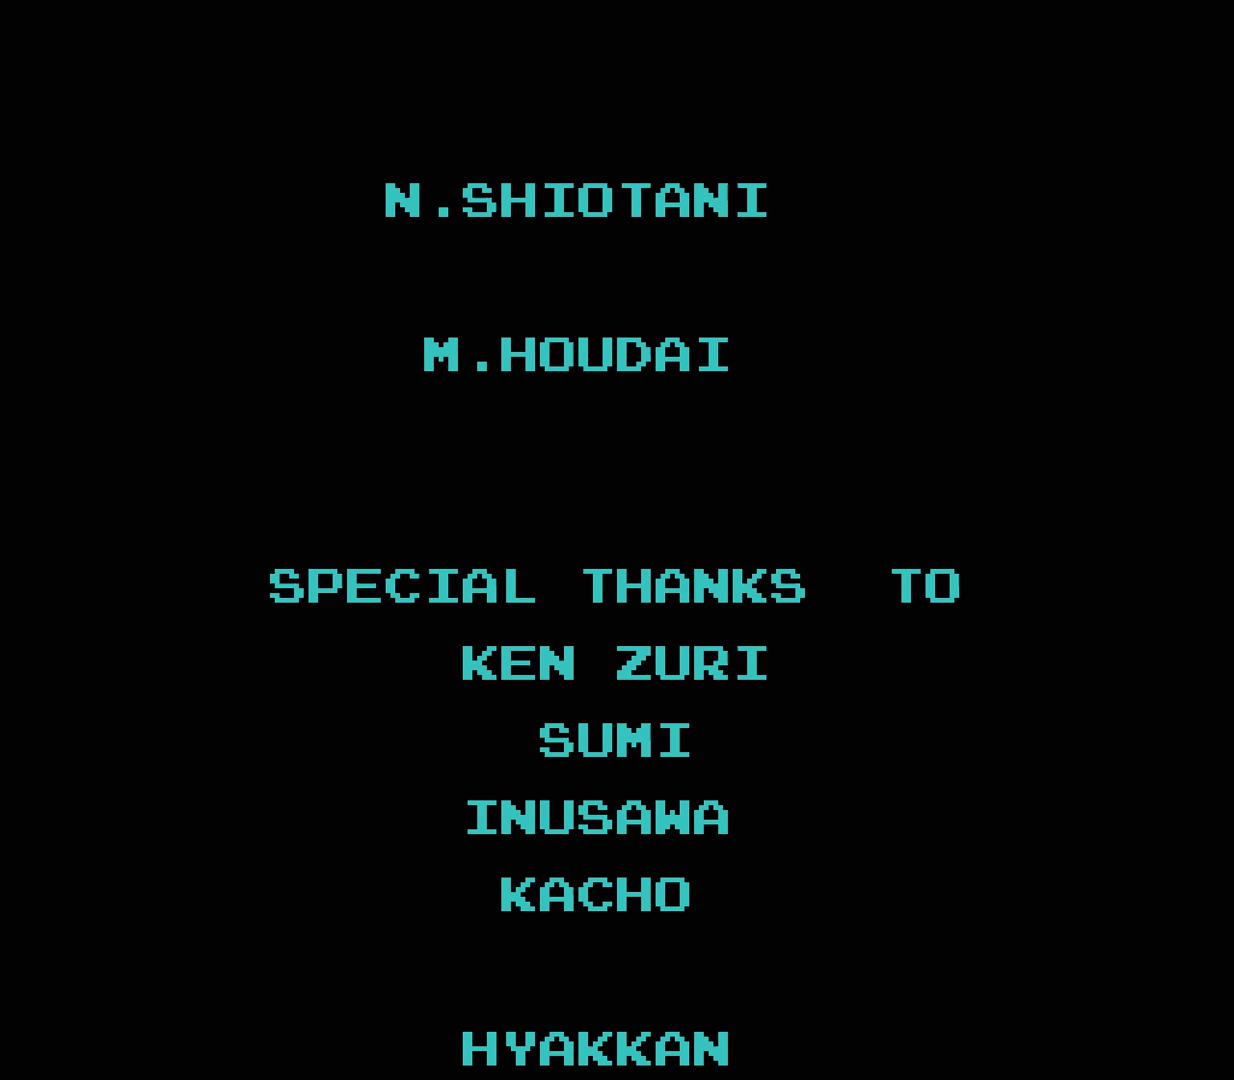 N.SHIOTANI
M.HOUDAI
SPECIAL THANKS  TO
KEN ZURI
SUMI
INUSAWA
KACHO
HYAKKAN